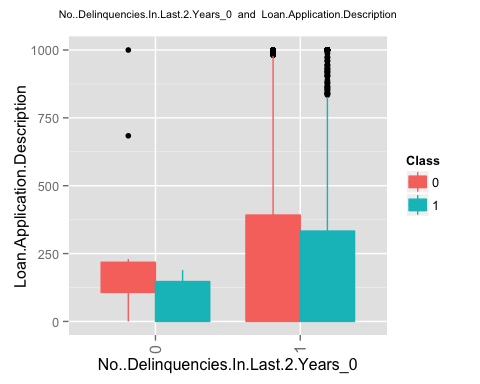 No..Delinquencies.In.Last.2.Years_0 and Loan.Application.Description
Loan.Application.Description
1000
750
500
250
0
0
1
No..Delinquencies.In.Last.2.Years_0
Class
0
1